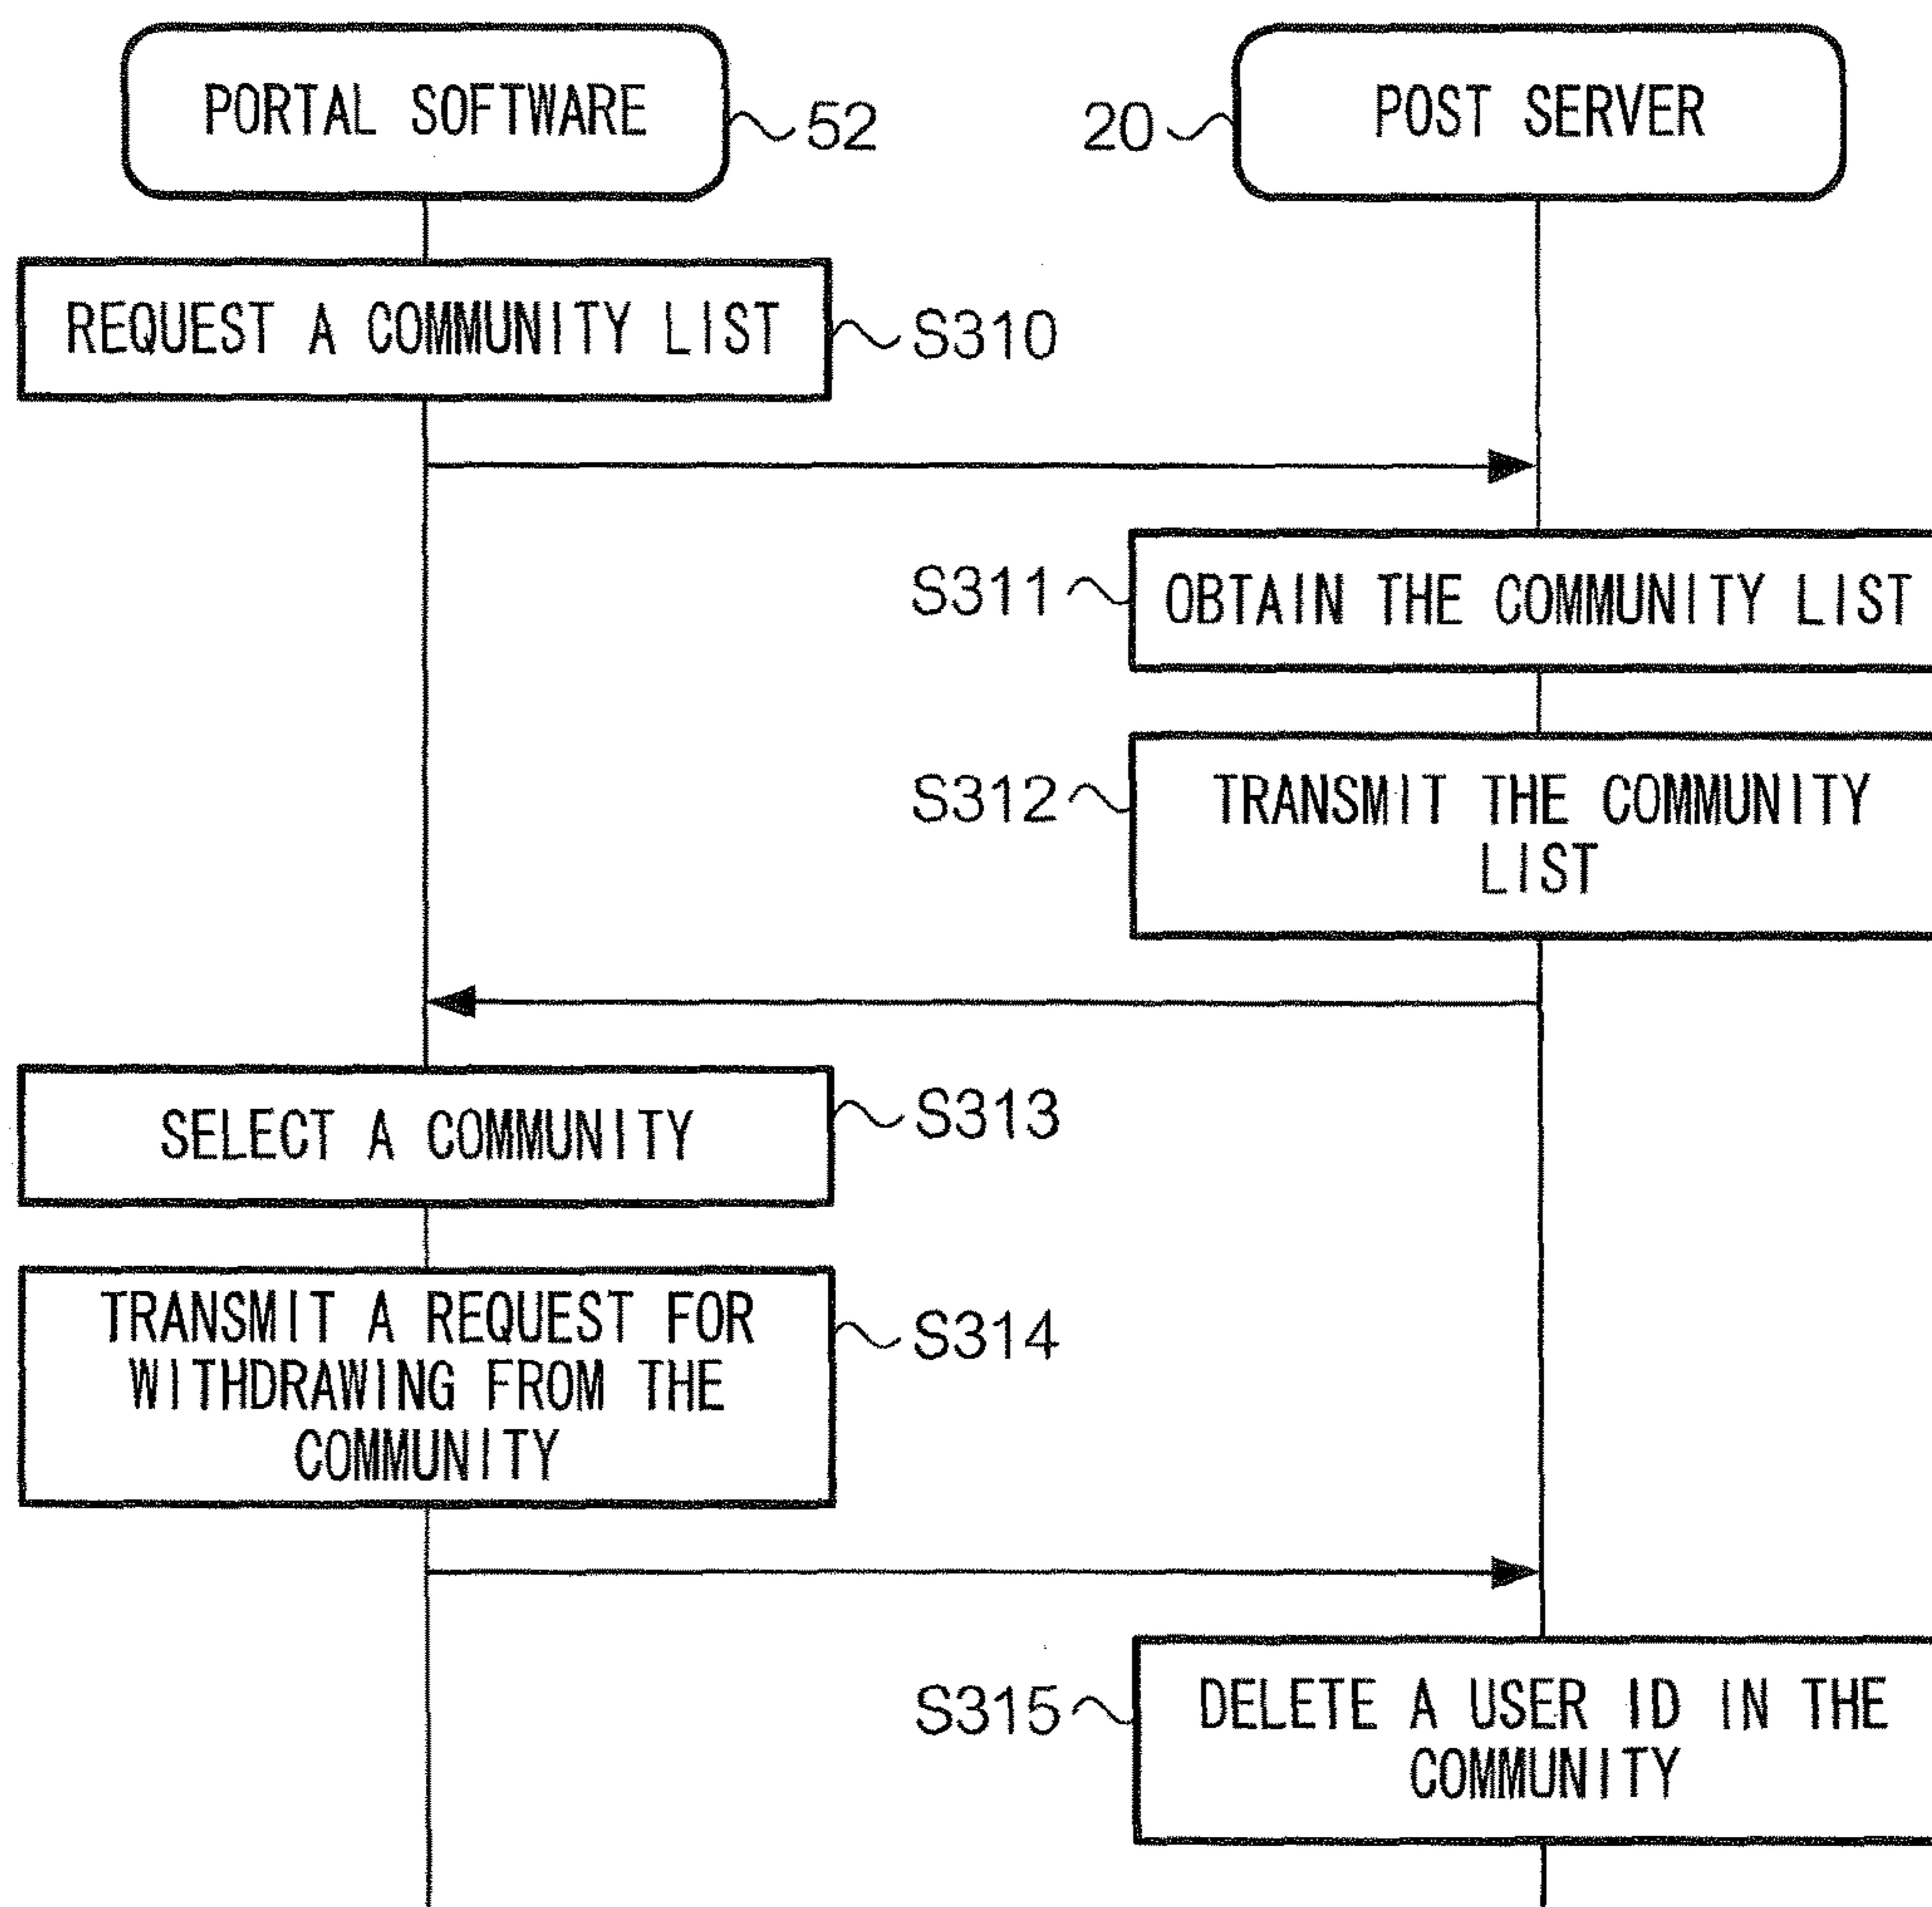 PORTAL SOFTWARE
52
20
POST SERVER
REQUEST A COMMUNITY LIST
S310
S311
OBTAIN THE COMMUNITY LIST
S312
TRANSMIT THE COMMUNITY
LIST
SELECT A COMMUNITY
S313
TRANSMIT A REQUEST FOR
WITHDRAWING FROM THE
COMMUNITY
S314
S315
DELETE A USER ID IN THE
COMMUNITY